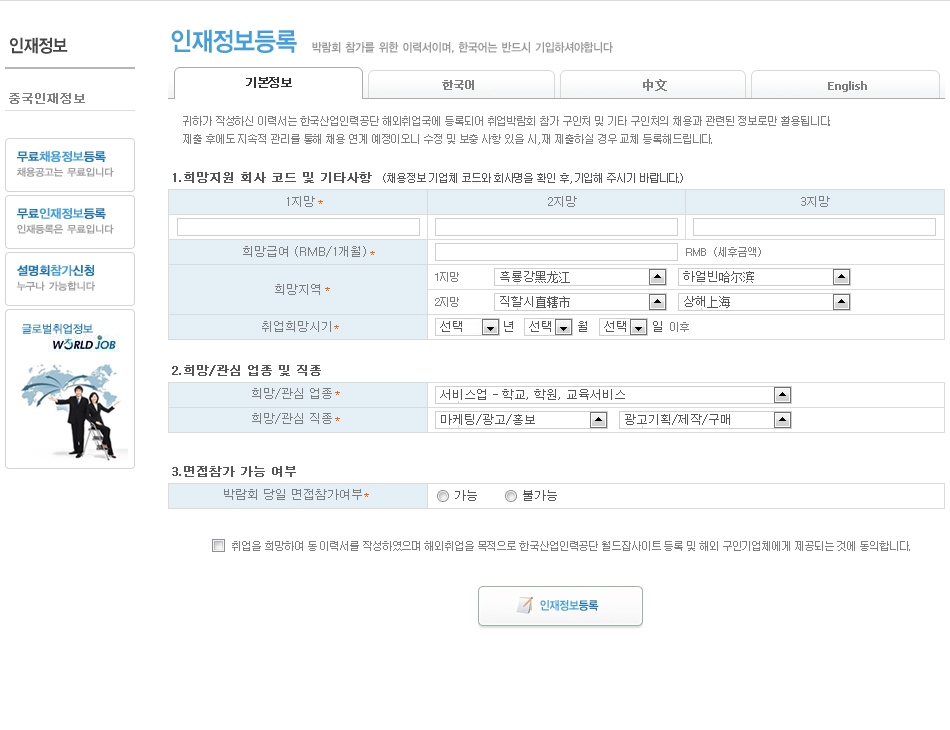 인재정보
중국인재정보
무료채용정보등록
채용공고는 무료입니다
무료인재정보등록
인재등록은 무료입니다
설명회참가신청
누구나 가능합니다
글로벌취업정보
WORLD JOB
인재정보등록 박람회 참가를 위한 이력서이며, 한국어는 반드시 기입하셔야합니다
기본정보 한국어 中文 English
귀하가 작성하신 이력서는 한국산업인력공단 해외취업국에 등록되어 취업박람회 참가 구인처 및 기타 구인처의 채용과 관련된 정보로만 활용됩니다.
제출 후에도 지속적 관리를 통해 채용 연계 예정이오니 수정 및 보충 사항 있을 시, 재 제출하실 경우 교체 등록해드립니다.
1.희망지원 회사 코드 및 기타사항 (채용정보 기업체 코드와 회사명을 확인 후, 기입해 주시기 바랍니다.)
1지망* 2지망 3지망
희망급여 (RMB/1개월)* RMB (세후금액)
희망지역*
1지망 흑룡강黑龙江 하얼빈哈尔滨
2지망 직할시直辖市 상해上海
취업희망시기* 선택 년 선택 월 선택 일 이후
2.희망/관심 업종 및 직종
희망/관심 업종* 서비스업 - 학교, 학원, 교육서비스
희망/관심 직종* 마케팅/광고/홍보 광고기획/제작/구매
3.면접참가 가능 여부
박람회 당일 면접참가여부* 가능 불가능
취업을 희망하여 동 이력서를 작성하였으며 해외취업을 목적으로 한국산업인력공단 월드잡사이트 등록 및 해외 구인기업체에게 제공되는 것에 동의합니다.
인재정보등록